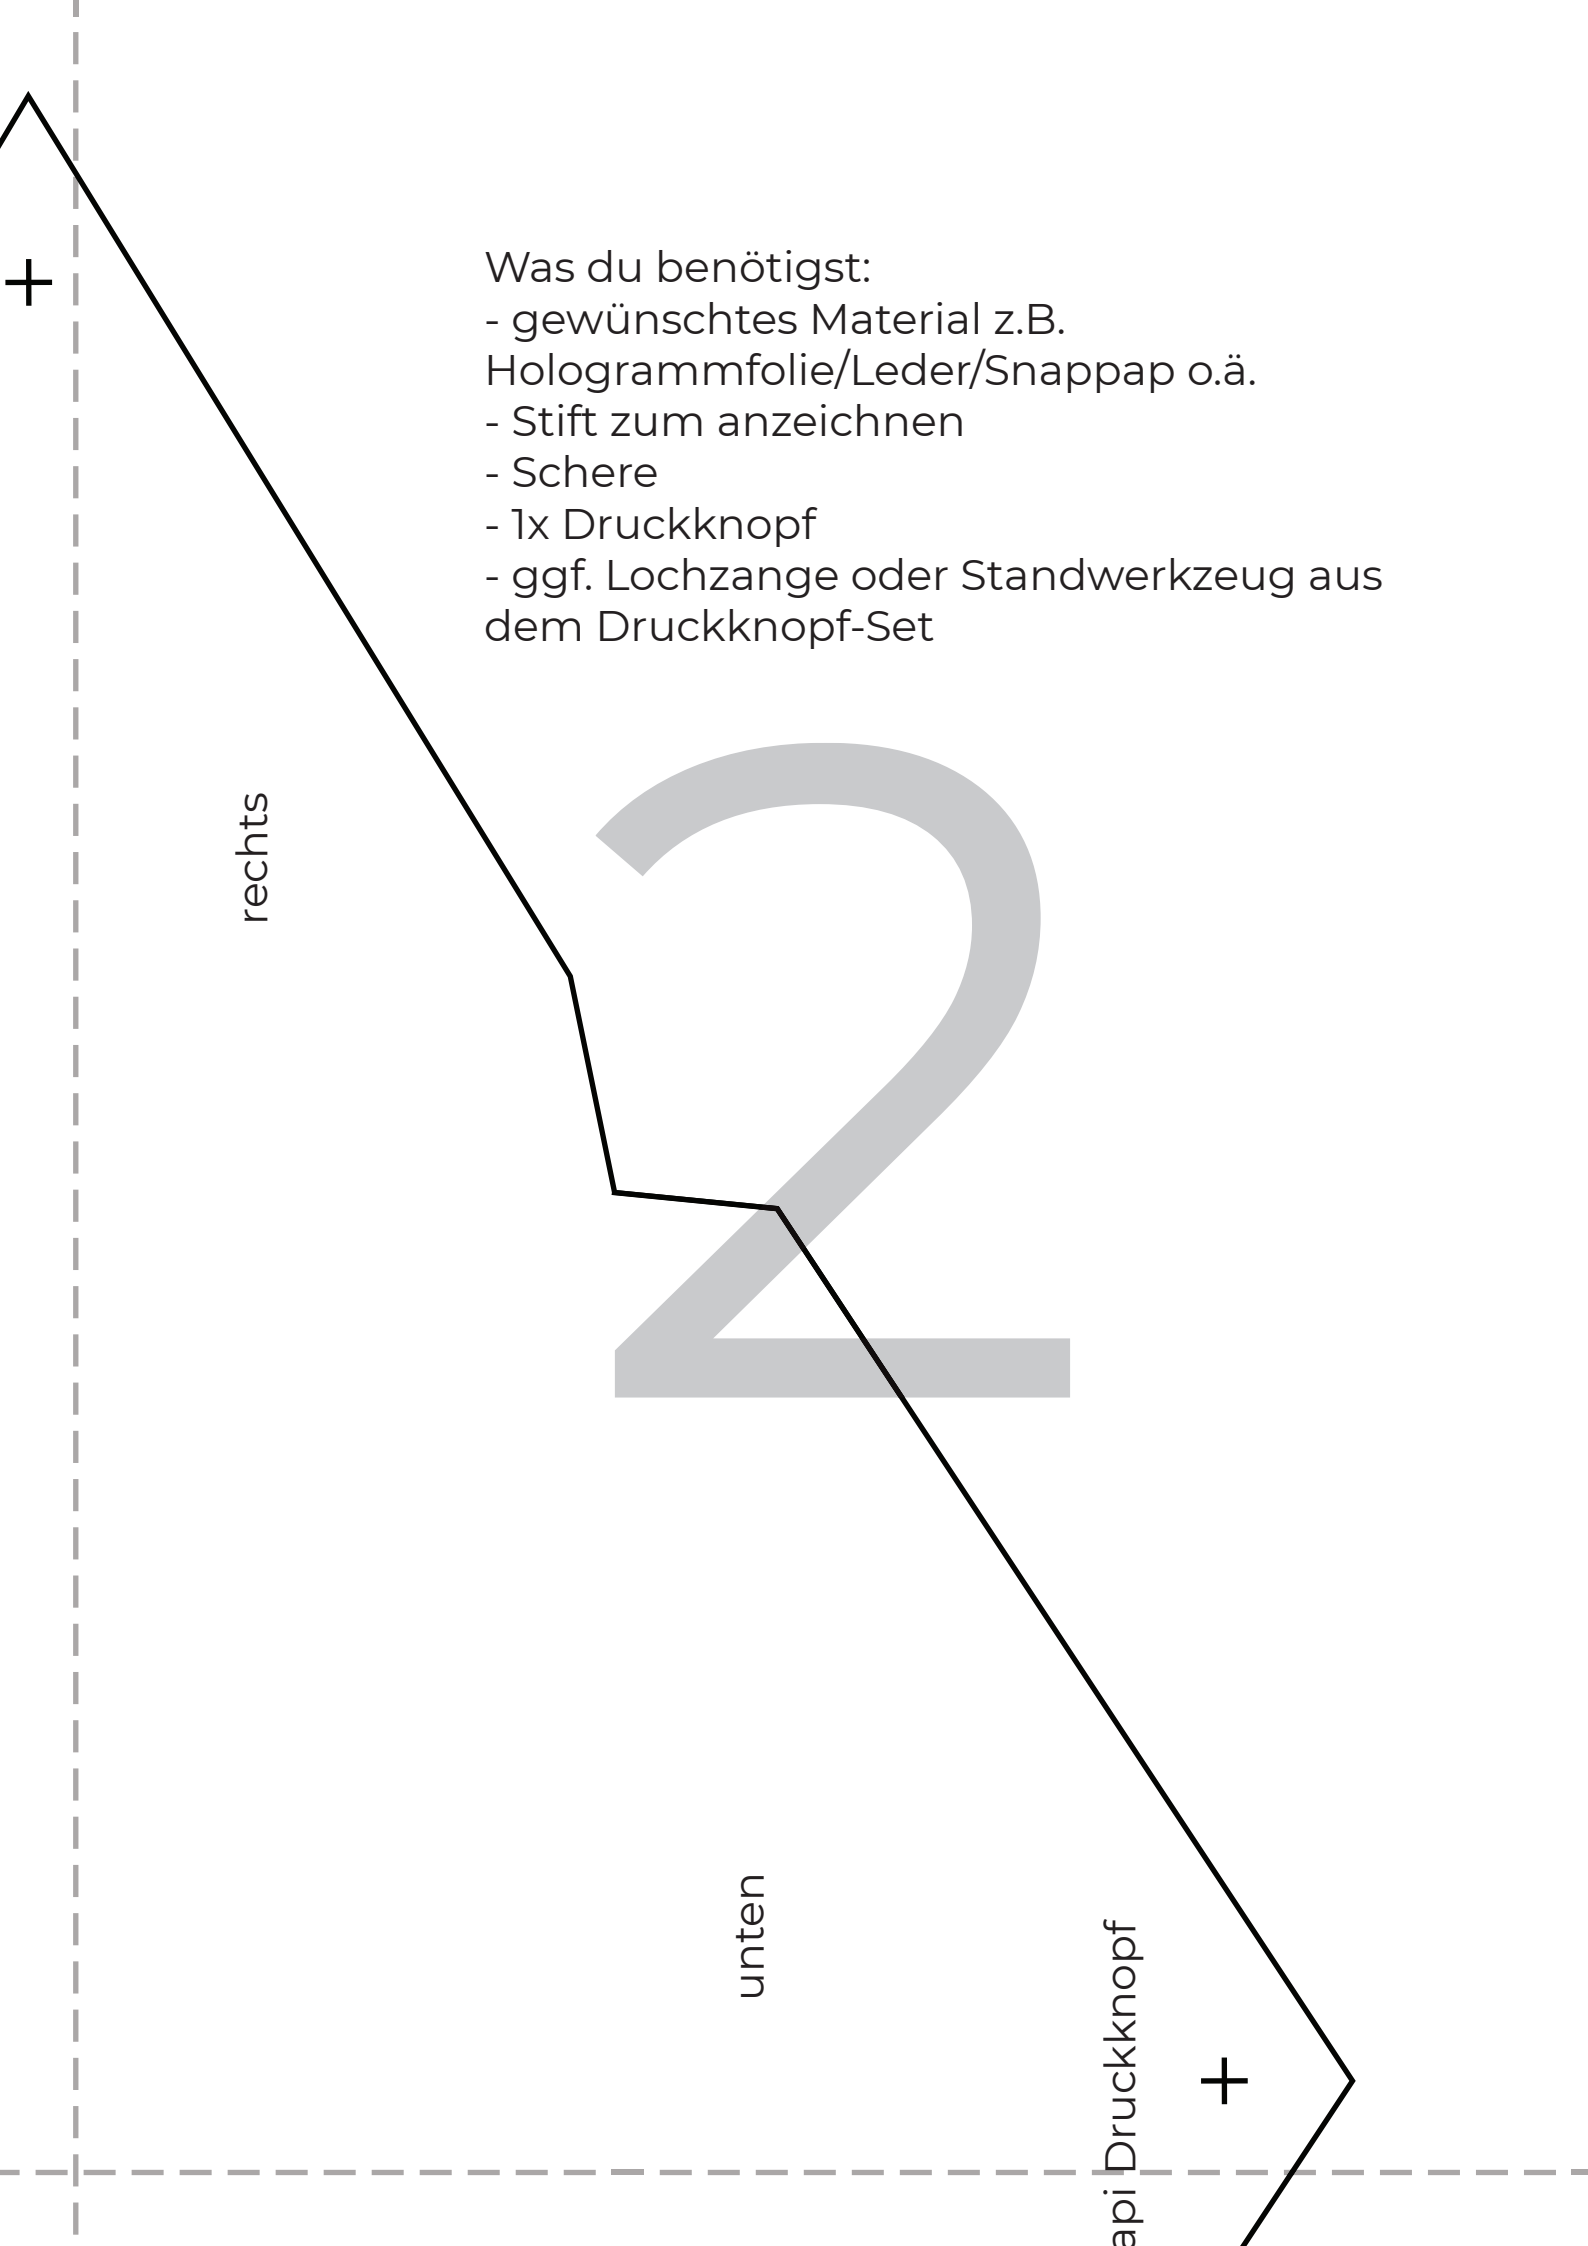 Was du benötigst:
- gewünschtes Material z.B.
Hologrammfolie/Leder/Snappap o.ä.
- Stift zum anzeichnen
- Schere
- 1x Druckknopf
- ggf. Lochzange oder Standwerkzeug aus
dem Druckknopf-Set
rechts
2
unten
api Druckknopf